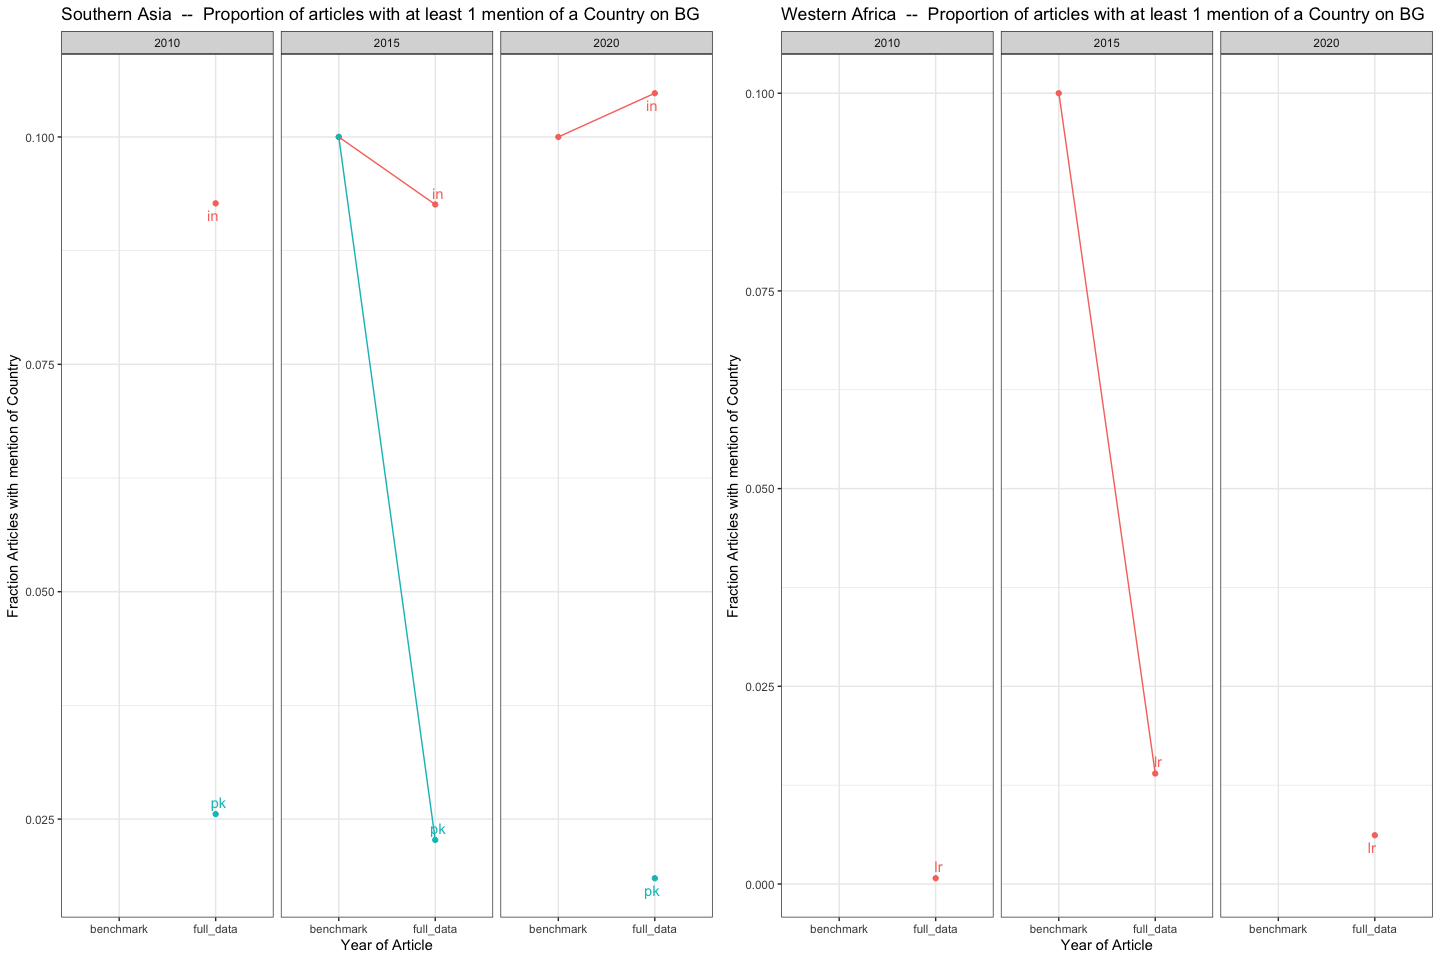 Southern Asia  --  Proportion of articles with at least 1 mention of a Country on BG
2010
2015
2020
Fraction Articles with mention of Country
0.100
0.075
0.050
0.025
in
pk
in
pk
in
pk
benchmark
full_data
benchmark
full_data
benchmark
full_data
Year of Article
Western Africa  --  Proportion of articles with at least 1 mention of a Country on BG
2010
2015
2020
Fraction Articles with mention of Country
0.100
0.075
0.050
0.025
0.000
lr
lr
lr
benchmark
full_data
benchmark
full_data
benchmark
full_data
Year of Article